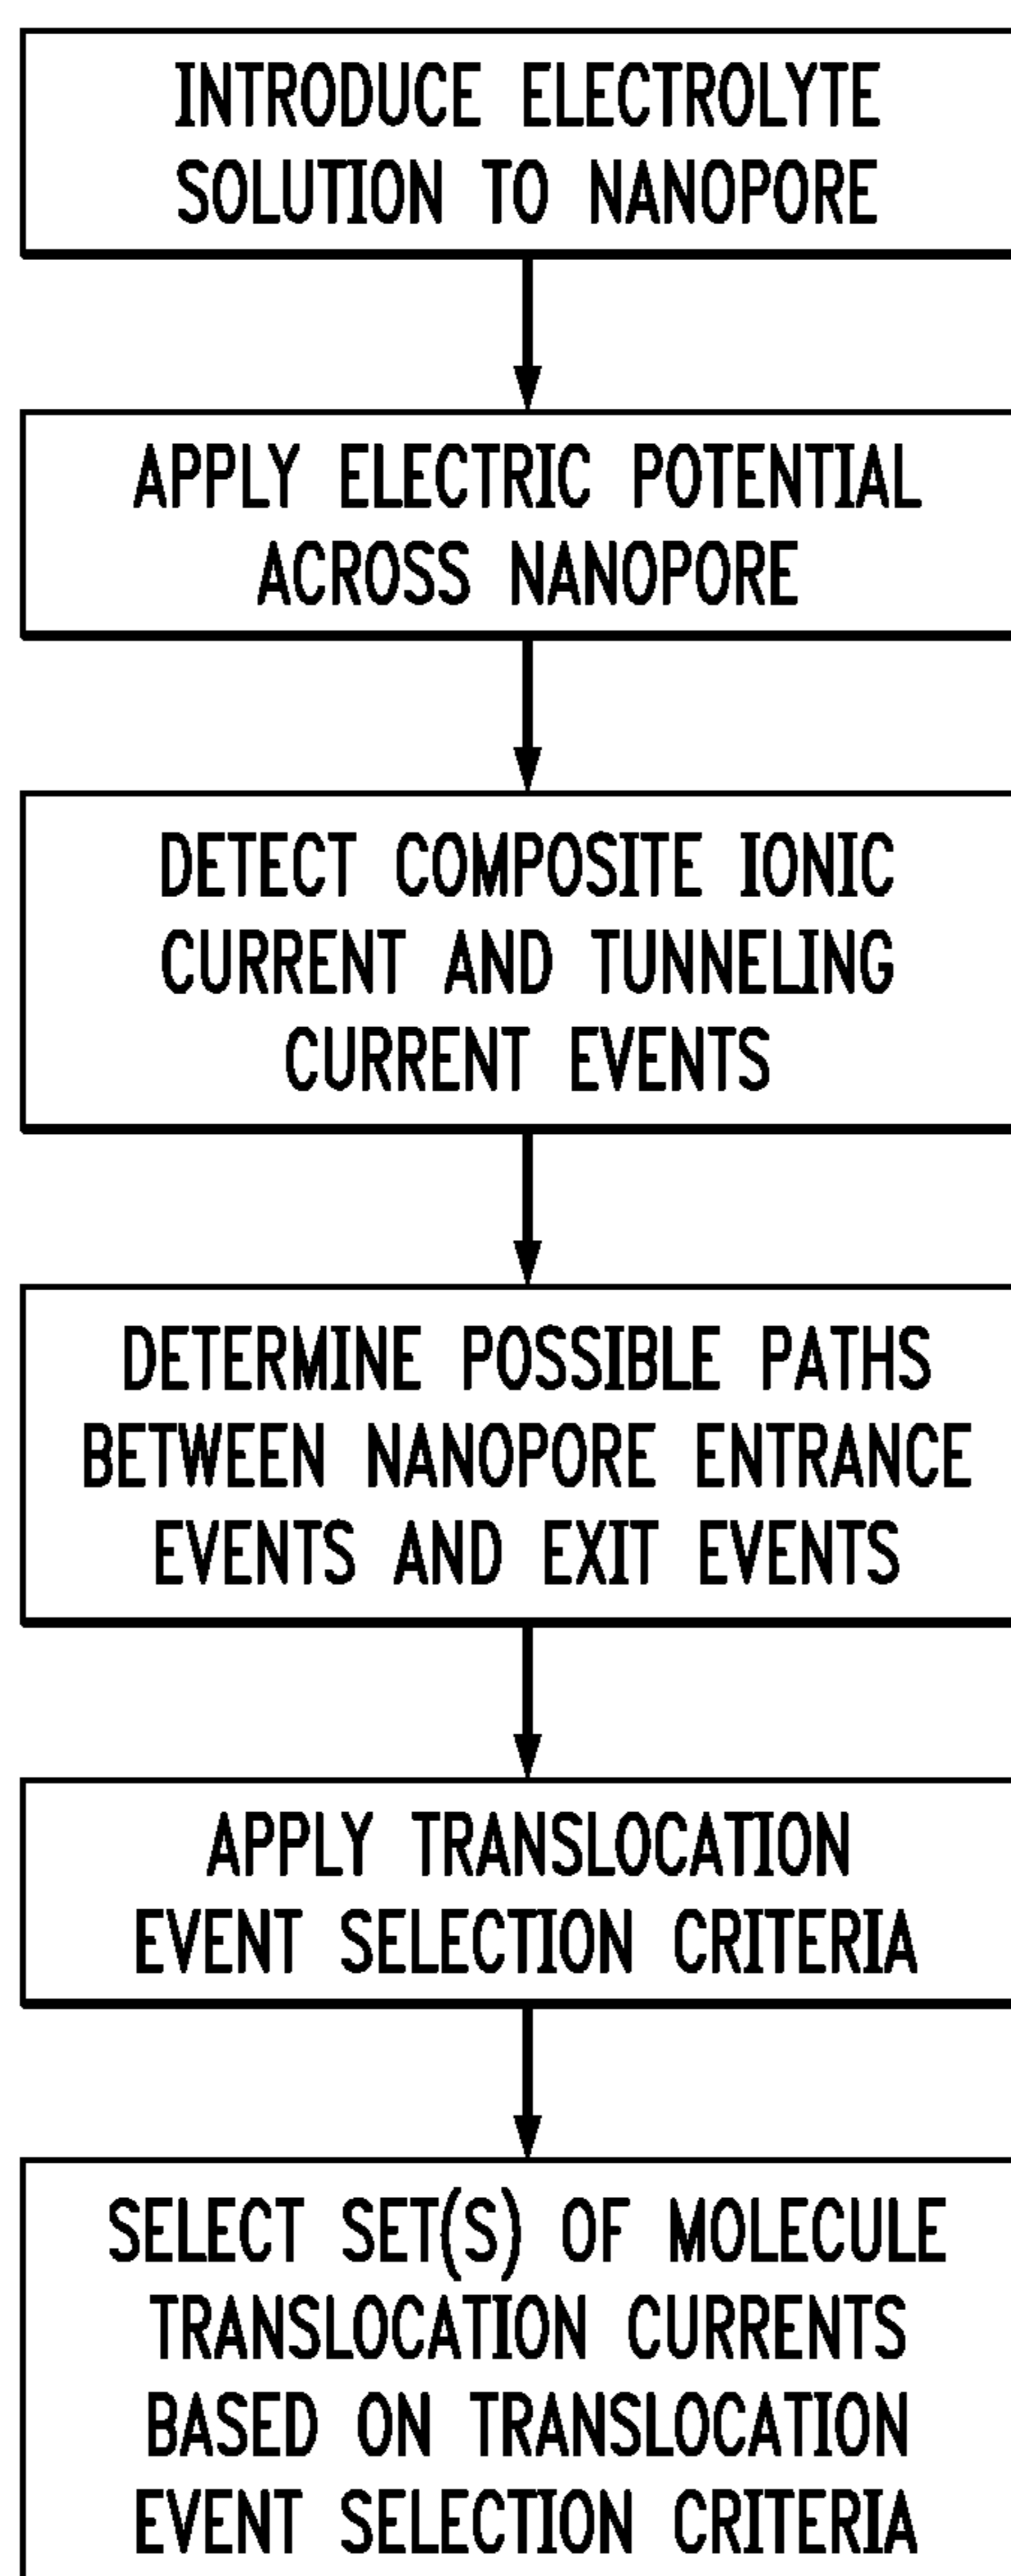 INTRODUCE ELECTROLYTE
SOLUTION TO NANOPORE
APPLY ELECTRIC POTENTIAL
ACROSS NANOPORE
DETECT COMPOSITE IONIC
CURRENT AND TUNNELING
CURRENT EVENTS
DETERMINE POSSIBLE PATHS
BETWEEN NANOPORE ENTRANCE
EVENTS AND EXIT EVENTS
APPLY TRANSLOCATION
EVENT SELECTION CRITERIA
SELECT SET(S) OF MOLECULE
TRANSLOCATION CURRENTS
BASED ON TRANSLOCATION
EVENT SELECTION CRITERIA